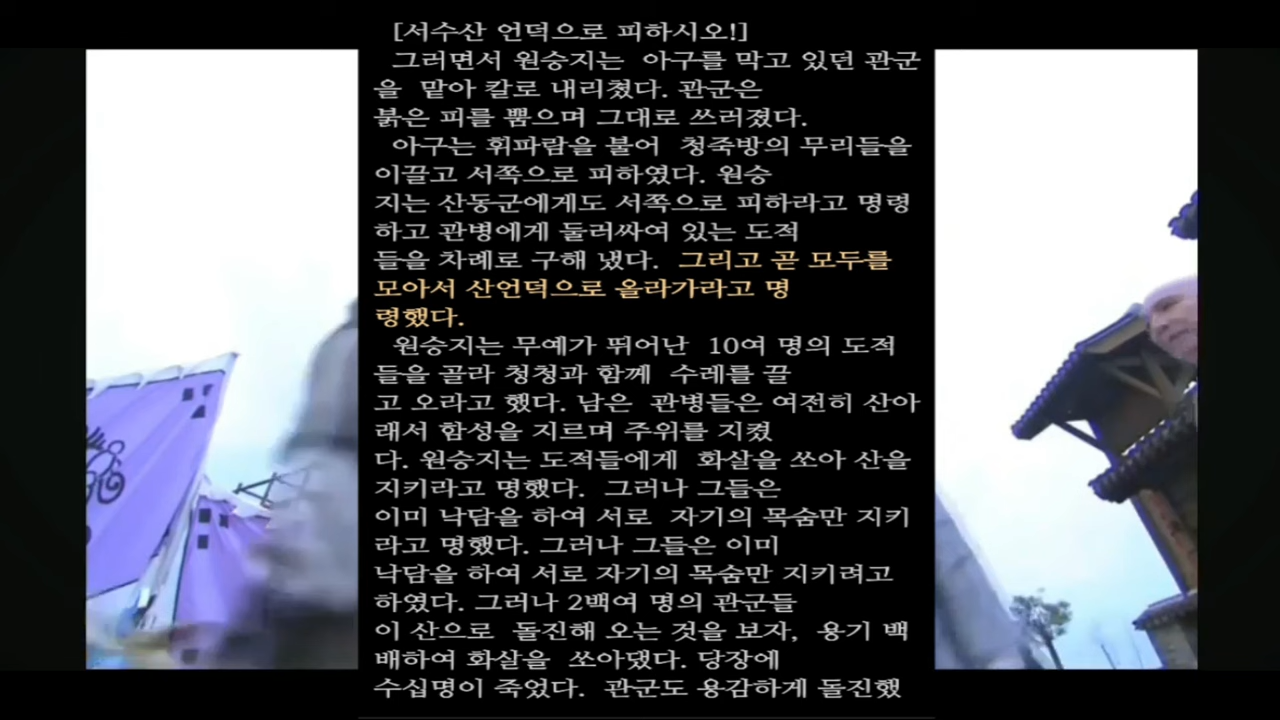 [서수산 언덕으로 피하시오!]
그러면서 원승지는 아구를 막고 있던 관군
을 맡아 칼로 내리쳤다. 관군은
붉은 피를 뿜으며 그대로 쓰러졌다.
아구는 휘파람을 불어 청죽방의 무리들을
이끌고 서쪽으로 피하였다. 원승
지는 산동군에게도 서쪽으로 피하라고 명령
하고 관병에게 둘러싸여 있는 도적
들을 차례로 구해 냈다. 그리고 곧 모두를
모아서 산언덕으로 올라가라고 명
령했다.
원승지는 무예가 뛰어난 10여 명의 도적
들을 골라 청청과 함께 수레를 끌
고 오라고 했다. 남은 관병들은 여전히 산아
래서 함성을 지르며 주위를 지켰
다. 원승지는 도적들에게 화살을 쏘아 산을
지키라고 명했다. 그러나 그들은
이미 낙담을 하여 서로 자기의 목숨만 지키
라고 명했다. 그러나 그들은 이미
낙담을 하여 서로 자기의 목숨만 지키려고
하였다. 그러나 2백여 명의 관군들
이 산으로 돌진해 오는 것을 보자, 용기 백
배하여 화살을 쏘아댔다. 당장에
수십명이 죽었다. 관군도 용감하게 돌진했